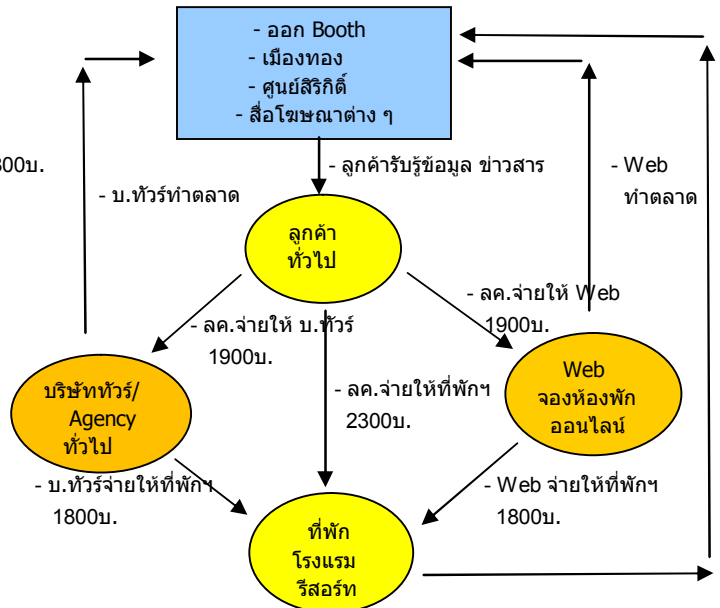 - ออก Booth
- เมืองทอง
- ศูนย์สิริกิติ์
- สื่อโฆษณาต่าง ๆ
- ลูกค้ารับรู้ข้อมูล ข่าวสาร
- Web
ทำตลาด
- บ.ทัวร์ทำตลาด
ลูกค้า
ทั่วไป
- ลค.จ่ายให้ บ.ทัวร์
1900บ.
- ลค.จ่ายให้ Web
1900บ.
- ลค.จ่ายให้ที่พักฯ
2300บ.
บริษัททัวร์/
Agency
ทั่วไป
Web
จองห้องพัก
ออนไลน์
- บ.ทัวร์จ่ายให้ที่พักฯ
1800บ.
- Web จ่ายให้ที่พักฯ
1800บ.
ที่พัก
โรงแรม
รีสอร์ท